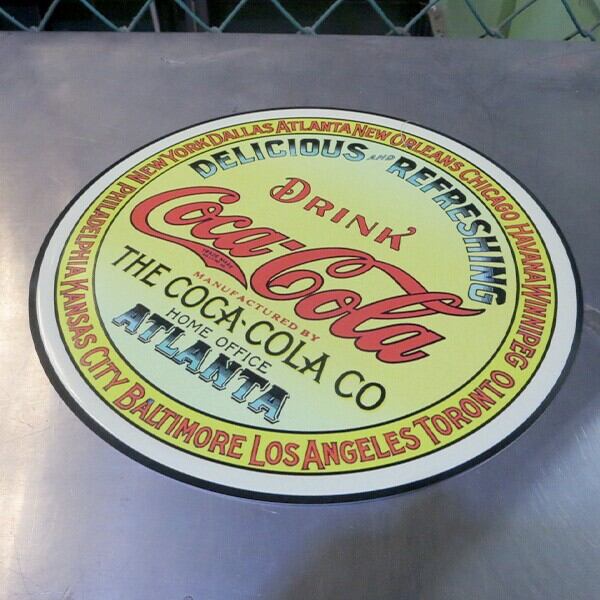 NEW YORK DALLAS ATLANTA NEW ORLEANS CHICAGO HAVANA WINNIPEG TORONTO LOS ANGELES BALTIMORE KANSAS CITY PHILADELPHIA
DELICIOUS AND REFRESHING
DRINK
Coca-Cola
MANUFACTURED BY
THE COCA-COLA CO
HOME OFFICE
ATLANTA